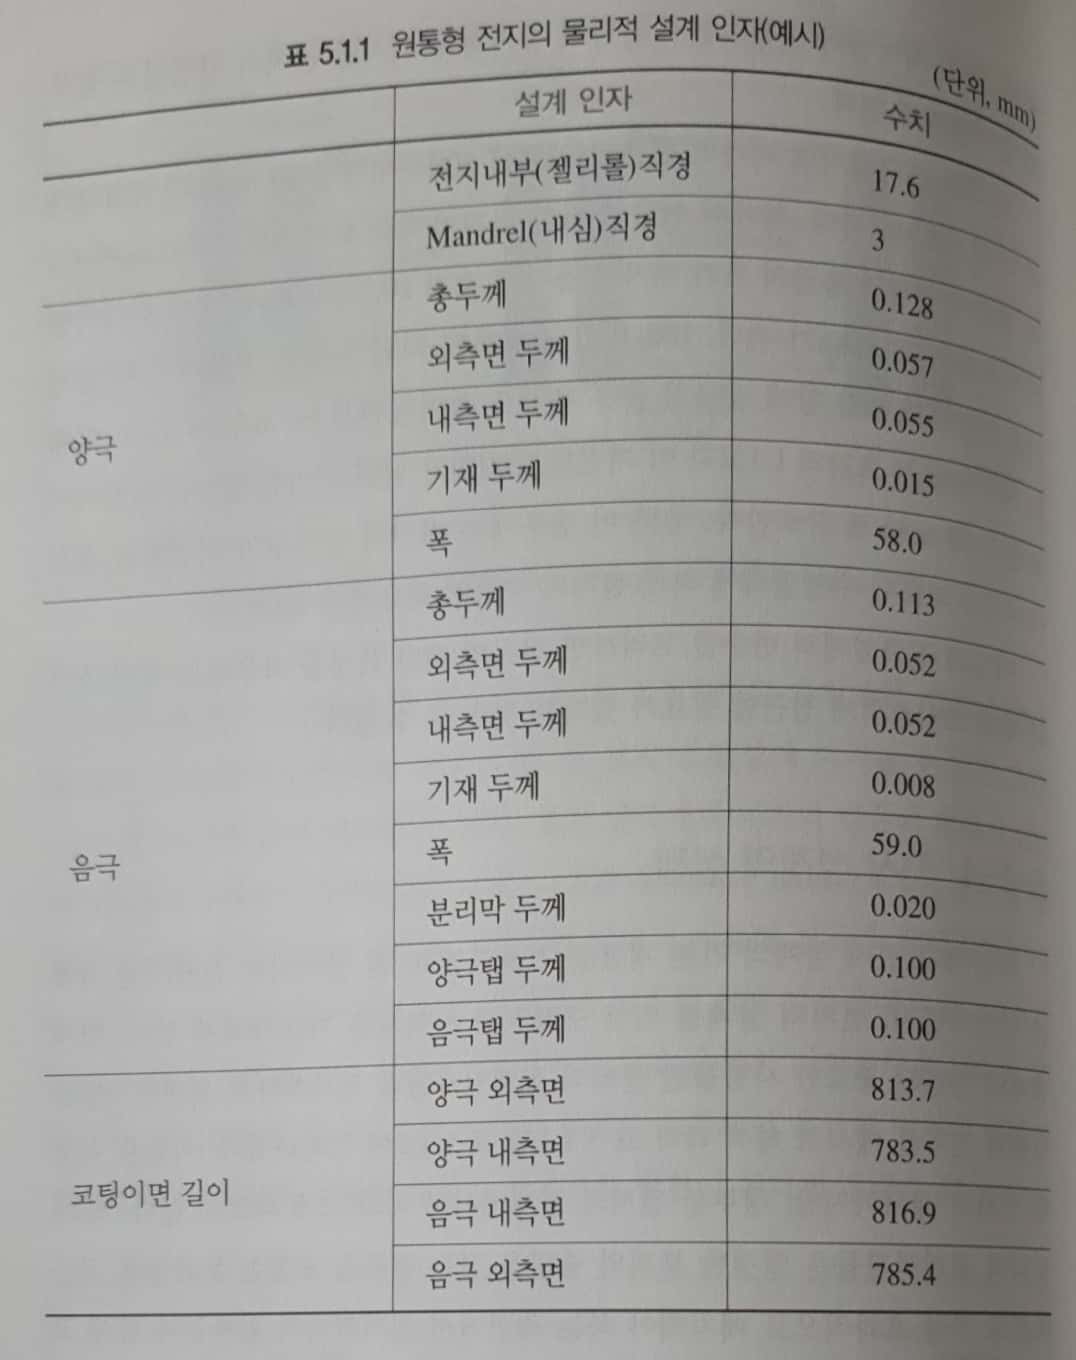 표 5.1.1 원통형 전지의 물리적 설계 인자(예시)
(단위, mm)
설계 인자 수치
전지내부(젤리롤)직경 17.6
Mandrel(내심)직경 3
양극
총두께 0.128
외측면 두께 0.057
내측면 두께 0.055
기재 두께 0.015
폭 58.0
음극
총두께 0.113
외측면 두께 0.052
내측면 두께 0.052
기재 두께 0.008
폭 59.0
분리막 두께 0.020
양극탭 두께 0.100
음극탭 두께 0.100
코팅이면 길이
양극 외측면 813.7
양극 내측면 783.5
음극 내측면 816.9
음극 외측면 785.4